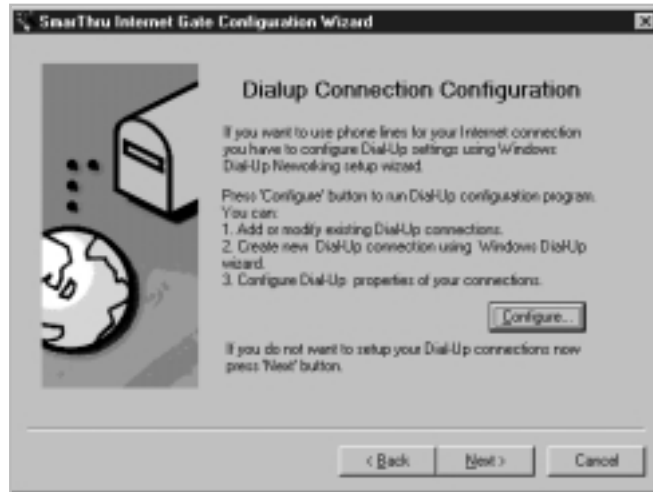 SmarThru Internet Gate Configuration Wizard
Dialup Connection Configuration
If you want to use phone lines for your Internet connection
you have to configure Dial-Up settings using Windows
Dial-Up Neworking setup wizard.
Press 'Configure' button to run Dial-Up configuration program.
You can:
1. Add or modify existing Dial-Up connections.
2. Create new Dial-Up connection using Windows Dial-Up
wizard.
3. Configure Dial-Up properties of your connections.
Configure...
If you do not want to setup your Dial-Up connections now
press 'Next' button.
< Back
Next >
Cancel